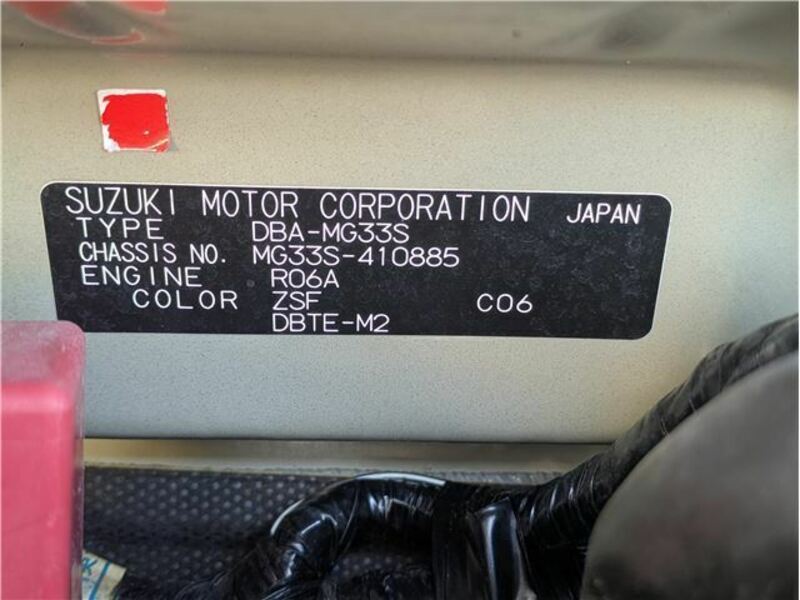 SUZUKI MOTOR CORPORATION JAPAN
TYPE DBA-MG33S
CHASSIS NO. MG33S-410885
ENGINE R06A
COLOR ZSF C06
DBTE-M2